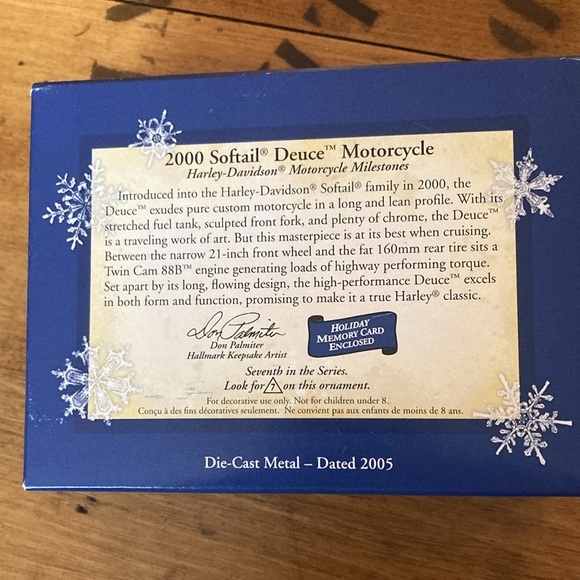 2000 Softail® Deuce™ Motorcycle
Harley-Davidson® Motorcycle Milestones
Introduced into the Harley-Davidson® Softail® family in 2000, the
Deuce™ exudes pure custom motorcycle in a long and lean profile. With its
stretched fuel tank, sculpted front fork, and plenty of chrome, the Deuce™
is a traveling work of art. But this masterpiece is at its best when cruising.
Between the narrow 21-inch front wheel and the fat 160mm rear tire sits a
Twin Cam 88B™ engine generating loads of highway performing torque.
Set apart by its long, flowing design, the high-performance Deuce™ excels
in both form and function, promising to make it a true Harley® classic.
Don Palmiter
Don Palmiter
Hallmark Keepsake Artist
HOLIDAY
MEMORY CARD
ENCLOSED
Seventh in the Series.
Look for 7 on this ornament.
For decorative use only. Not for children under 8..
Conçu à des fins décoratives seulement. Ne convient pas aux enfants de moins de 8 ans.
Die-Cast Metal – Dated 2005